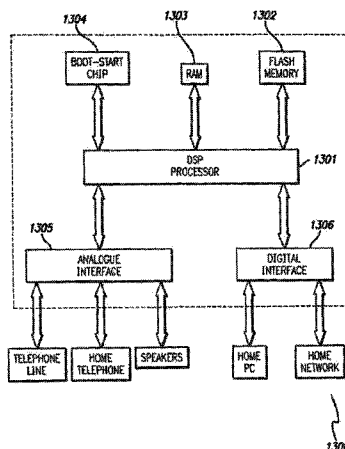 1304
1303
1302
BOOT-START
CHIP
RAM
FLASH
MEMORY
DSP
PROCESSOR
1301
1305
1306
ANALOGUE
INTERFACE
DIGITAL
INTERFACE
TELEPHONE
LINE
HOME
TELEPHONE
SPEAKERS
HOME
PC
HOME
NETWORK